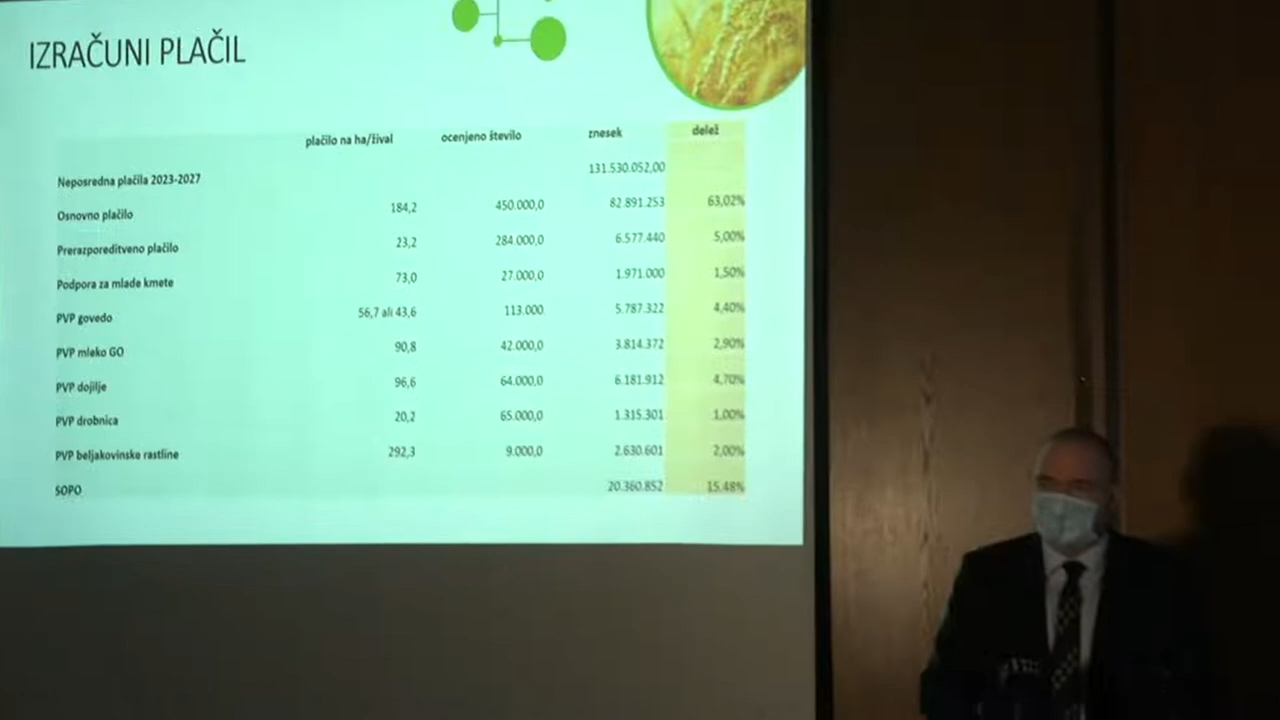 IZRAČUNI PLAČIL
plačilo na ha/žival ocenjeno število znesek delež
Neposredna plačila 2023-2027 131.530.052,00
Osnovno plačilo 184,2 450.000,0 82.891.253 63,02%
Prerazporeditveno plačilo 23,2 284.000,0 6.577.440 5,00%
Podpora za mlade kmete 73,0 27.000,0 1.971.000 1,50%
PVP govedo 56,7 ali 43,6 113.000 5.787.322 4,40%
PVP mleko GO 90,8 42.000,0 3.814.372 2,90%
PVP dojilje 96,6 64.000,0 6.181.912 4,70%
PVP drobnica 20,2 65.000,0 1.315.301 1,00%
PVP beljakovinske rastline 292,3 9.000,0 2.630.601 2,00%
SOPO 20.360.852 15,48%